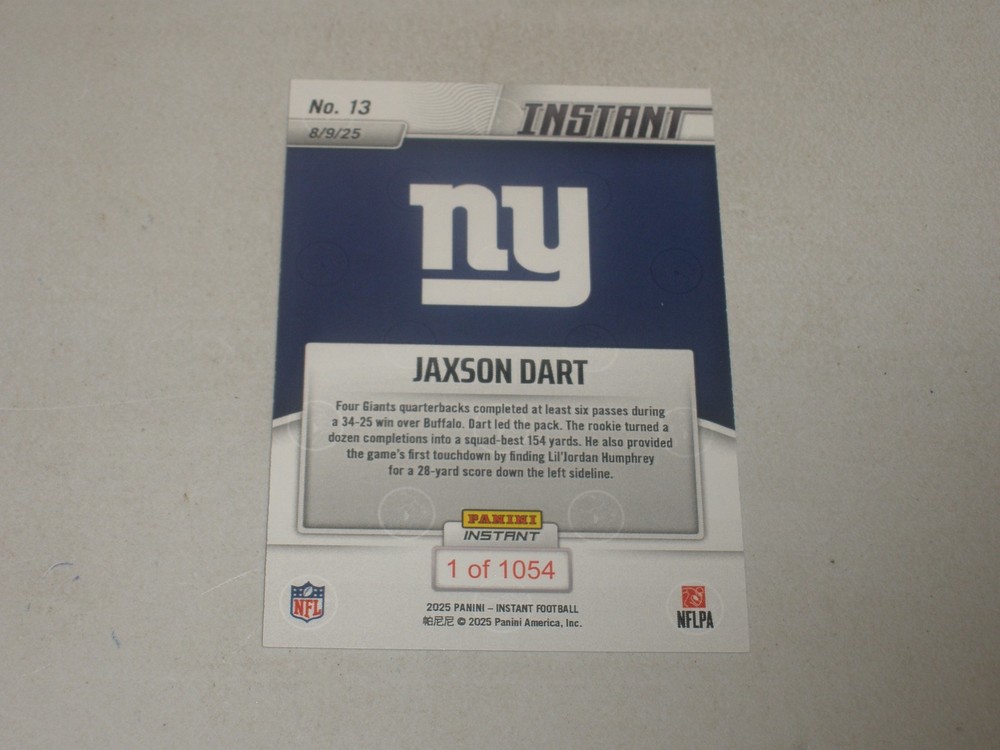 No. 13
INSTANT
8/9/25
ny
JAXSON DART
Four Giants quarterbacks completed at least six passes during
a 34-25 win over Buffalo. Dart led the pack. The rookie turned a
dozen completions into a squad-best 154 yards. He also provided
the game's first touchdown by finding Lil'Jordan Humphrey
for a 28-yard score down the left sideline.
PANINI
INSTANT
1 of 1054
NFL
2025 PANINI – INSTANT FOOTBALL
帕尼尼 © 2025 Panini America, Inc.
NFLPA